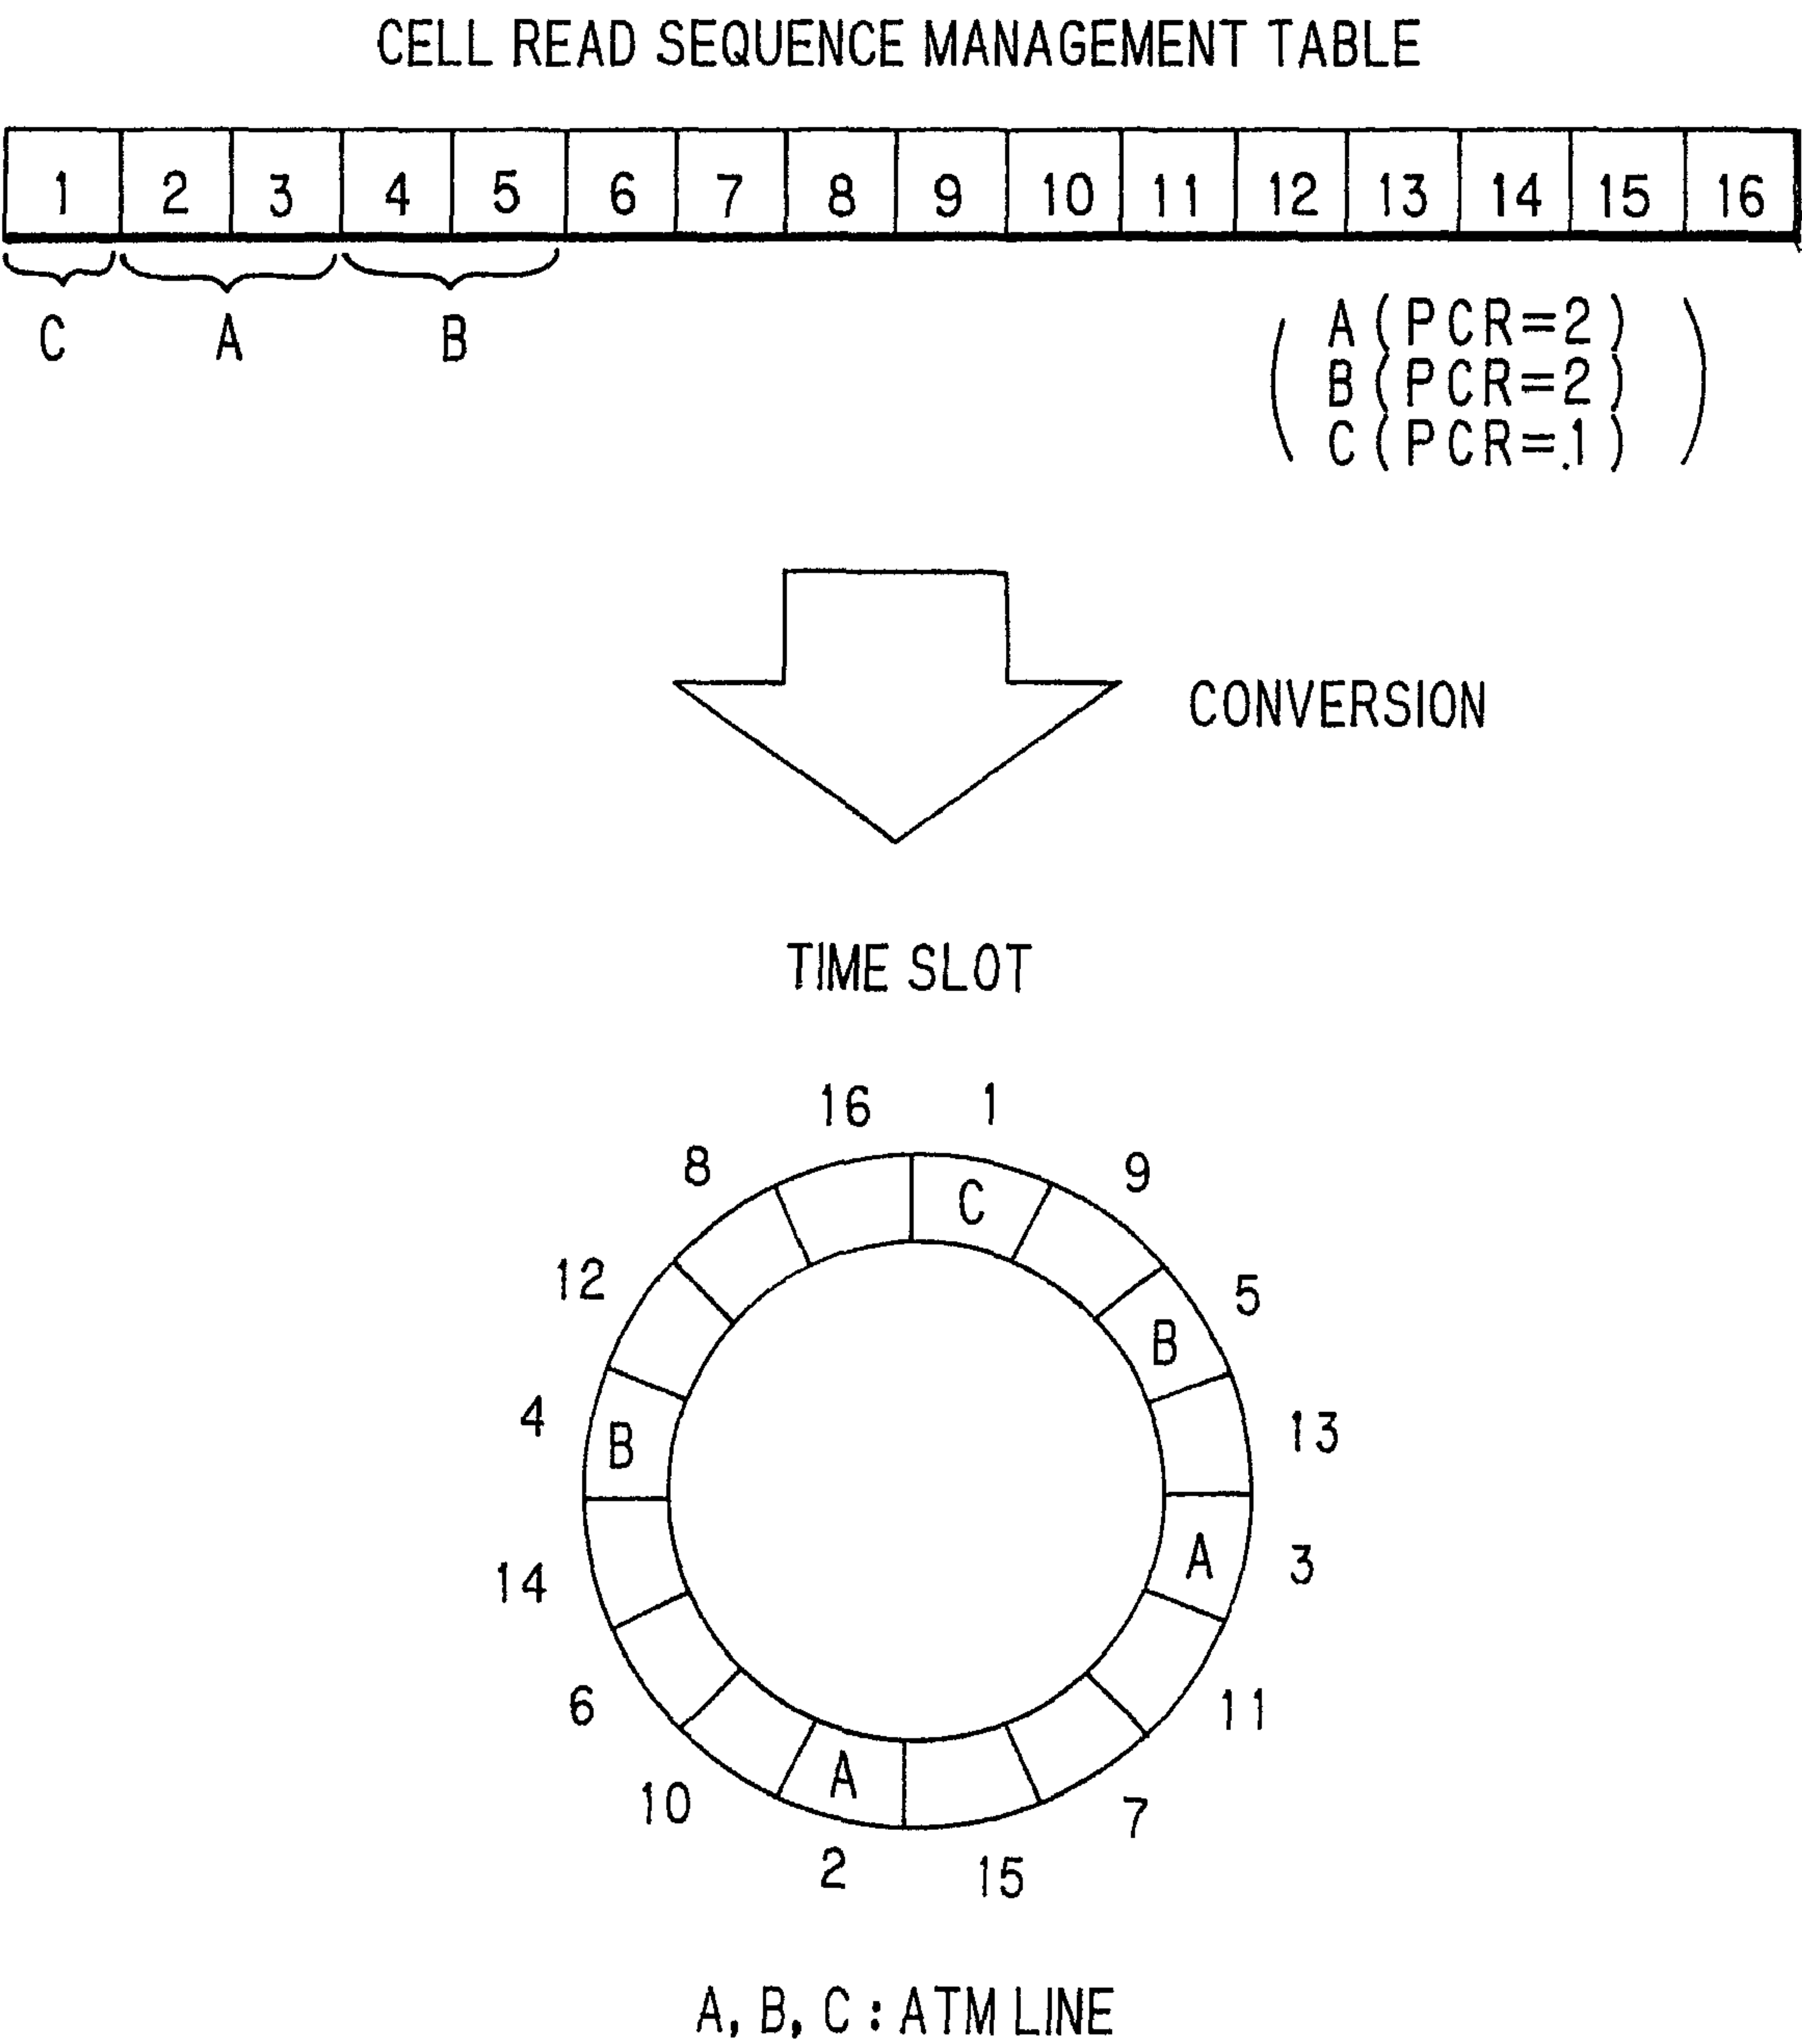 CELL READ SEQUENCE MANAGEMENT TABLE
1 2 3 4 5 6 7 8 9 10 11 12 13 14 15 16
C A B
A (PCR=2)
B (PCR=2)
C (PCR=.1)
CONVERSION
TIME SLOT
16 1
8 9
C
12 5
B
4 13
B
A 3
14
11
6
A
10 7
2 15
A, B, C : ATM LINE